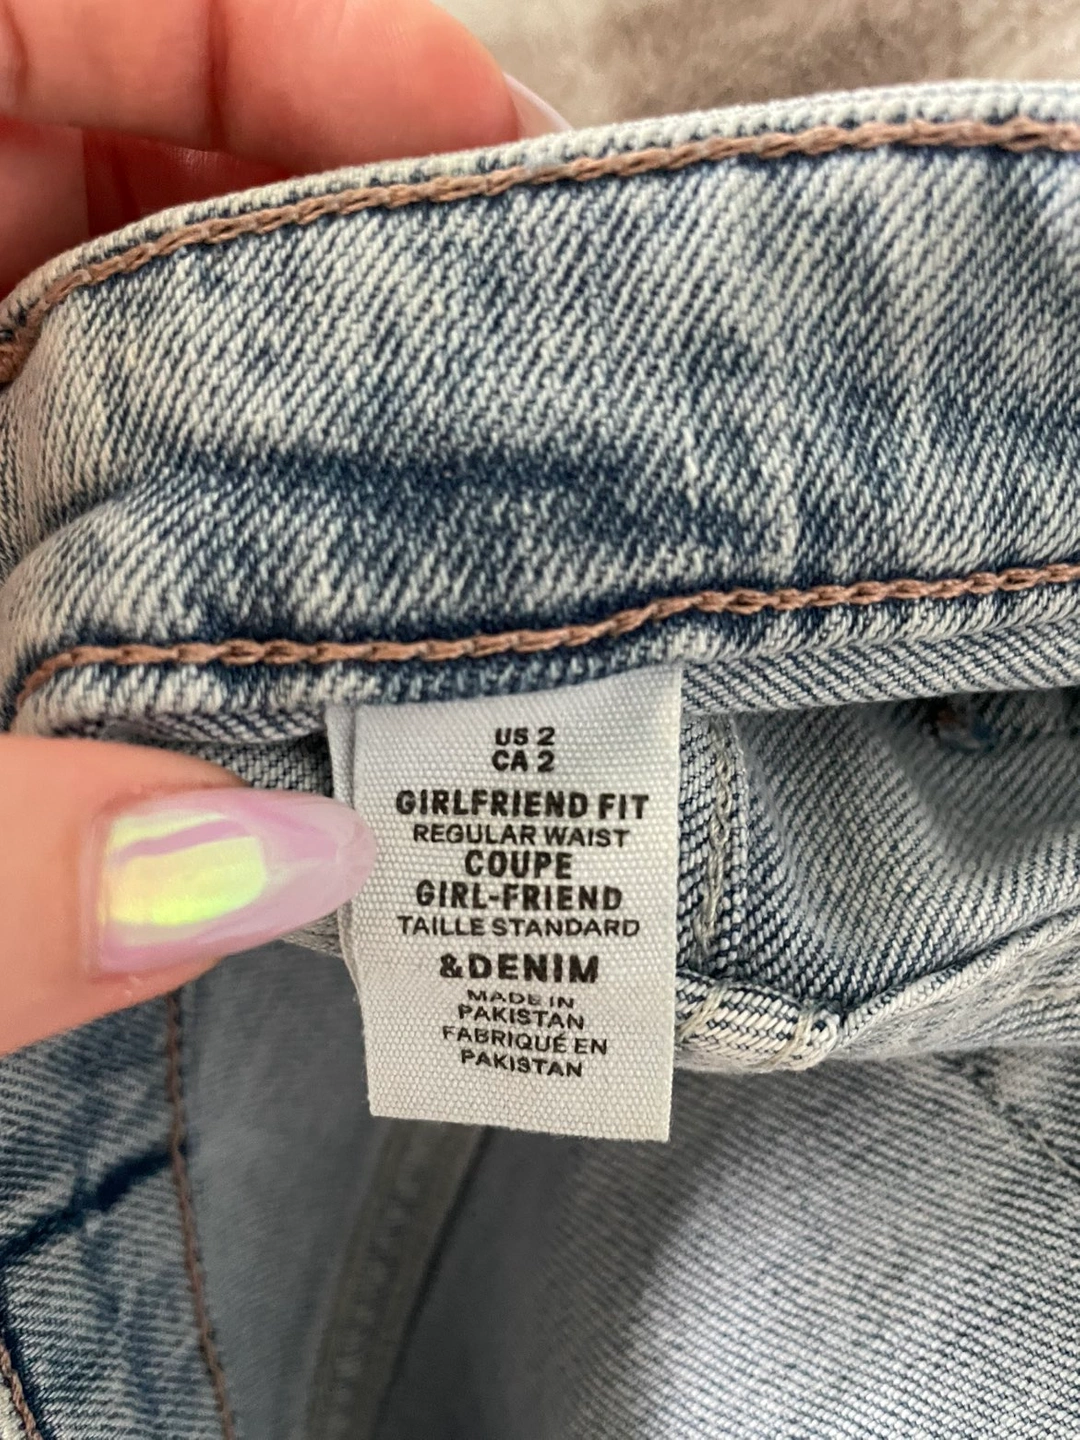 US 2
CA 2
GIRLFRIEND FIT
REGULAR WAIST
COUPE
GIRL-FRIEND
TAILLE STANDARD
&DENIM
MADE IN
PAKISTAN
FABRIQUÉ EN
PAKISTAN